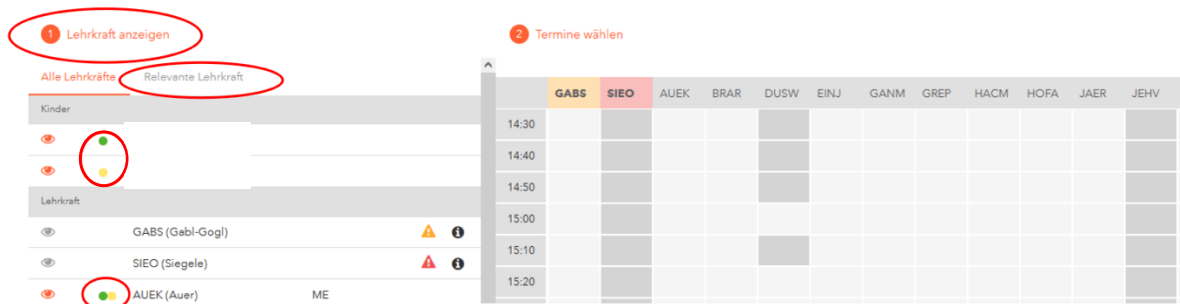 1 Lehrkraft anzeigen
2 Termine wählen
Alle Lehrkräfte Relevante Lehrkraft
GABS SIEO AUEK BRAR DUSW EINJ GANM GREP HACM HOFA JAER JEHV
Kinder
14:30
14:40
14:50
Lehrkraft
15:00
GABS (Gabl-Gogl)
15:10
SIEO (Siegele)
15:20
AUEK (Auer) ME